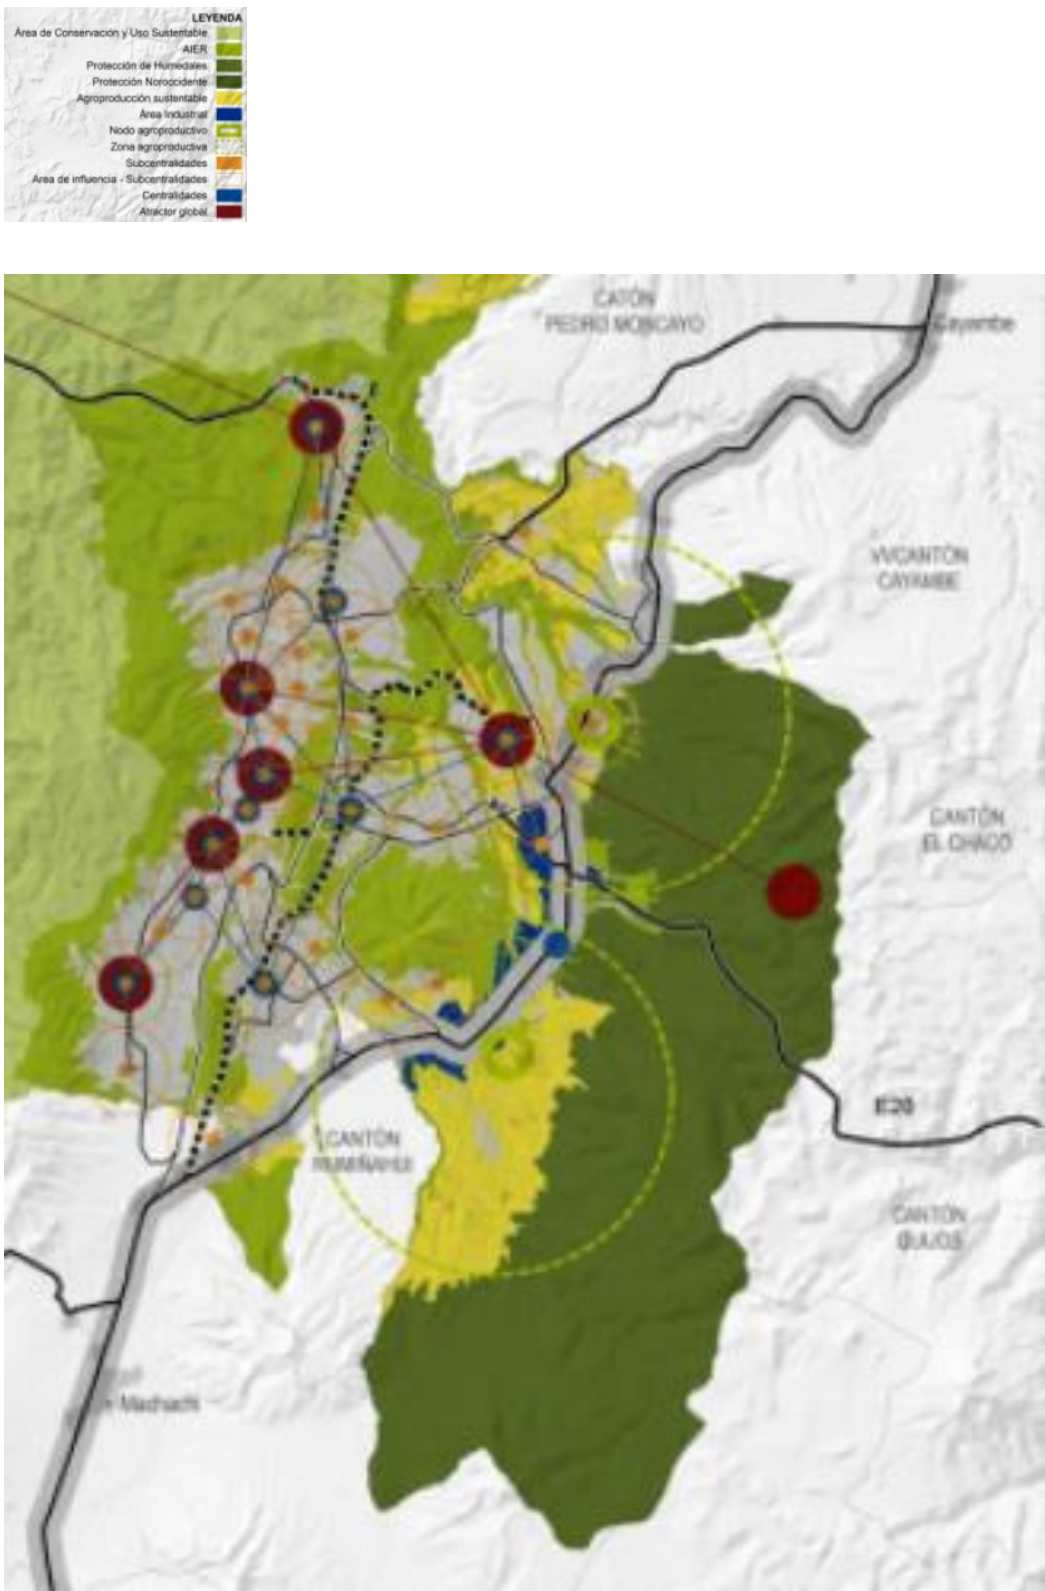 LEYENDA
Área de Conservación y Uso Sustentable
AIER
Protección de Humedales
Protección Noroccidente
Agroproducción sustentable
Área Industrial
Nodo agroproductivo
Zona agroproductiva
Subcentralidades
Área de influencia - Subcentralidades
Centralidades
Atractor global
CATÓN
PEDRO MONCAYO
Cayambe
VVCANTÓN
CAYAMBE
CANTÓN
EL CHACO
E20
CANTÓN
RUMIÑAHUI
CANTÓN
QUIJOS
Machachi